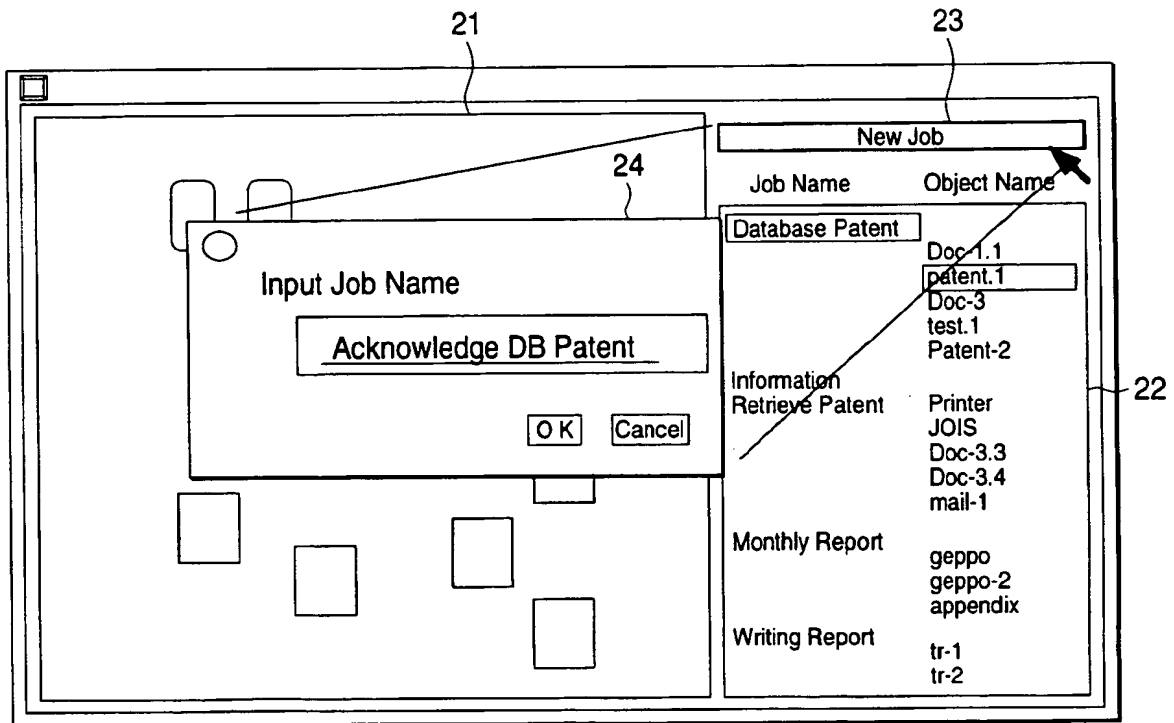 21
23
New Job
24
Job Name Object Name
Database Patent
Doc-1.1
patent.1
Doc-3
test.1
Patent-2
Input Job Name
Acknowledge DB Patent
OK Cancel
Information
Retrieve Patent Printer
JOIS
Doc-3.3
Doc-3.4
mail-1
22
Monthly Report
geppo
geppo-2
appendix
Writing Report
tr-1
tr-2